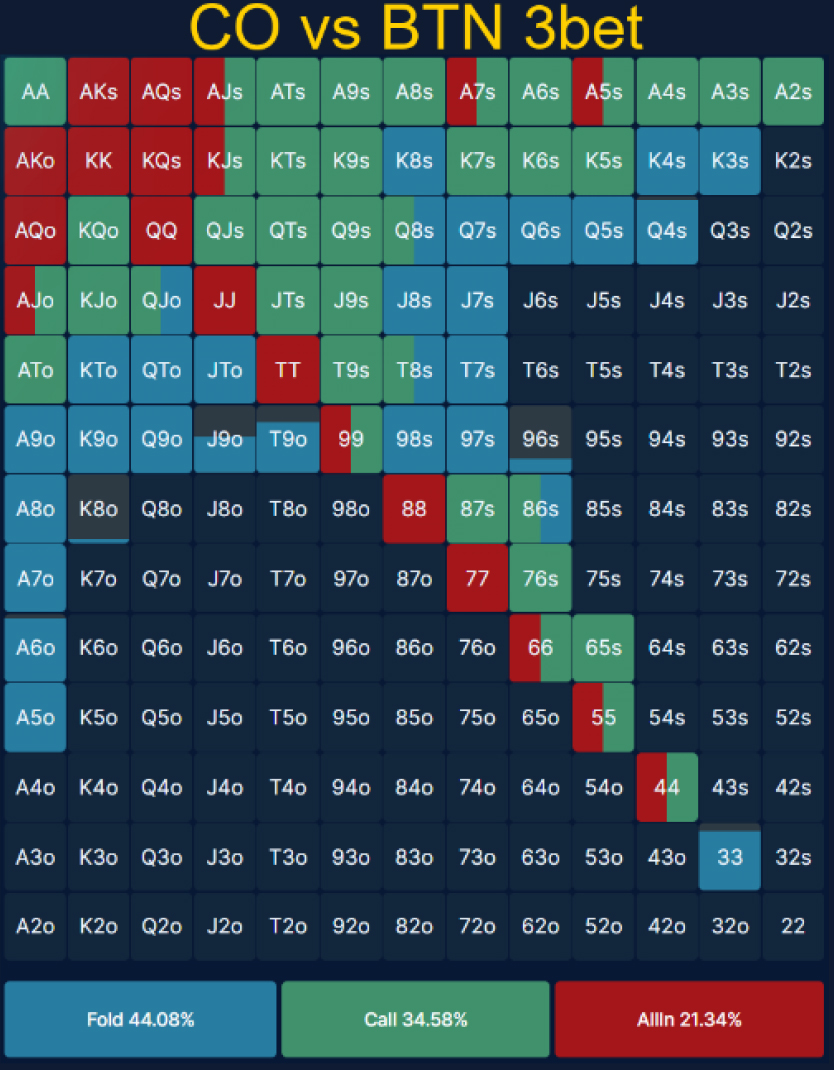 CO vs BTN 3bet
AA AKs AQs AJs ATs A9s A8s A7s A6s A5s A4s A3s A2s
AKo KK KQs KJs KTs K9s K8s K7s K6s K5s K4s K3s K2s
AQo KQo QQ QJs QTs Q9s Q8s Q7s Q6s Q5s Q4s Q3s Q2s
AJo KJo QJo JJ JTs J9s J8s J7s J6s J5s J4s J3s J2s
ATo KTo QTo JTo TT T9s T8s T7s T6s T5s T4s T3s T2s
A9o K9o Q9o J9o T9o 99 98s 97s 96s 95s 94s 93s 92s
A8o K8o Q8o J8o T8o 98o 88 87s 86s 85s 84s 83s 82s
A7o K7o Q7o J7o T7o 97o 87o 77 76s 75s 74s 73s 72s
A6o K6o Q6o J6o T6o 96o 86o 76o 66 65s 64s 63s 62s
A5o K5o Q5o J5o T5o 95o 85o 75o 65o 55 54s 53s 52s
A4o K4o Q4o J4o T4o 94o 84o 74o 64o 54o 44 43s 42s
A3o K3o Q3o J3o T3o 93o 83o 73o 63o 53o 43o 33 32s
A2o K2o Q2o J2o T2o 92o 82o 72o 62o 52o 42o 32o 22
Fold 44.08% Call 34.58% AllIn 21.34%